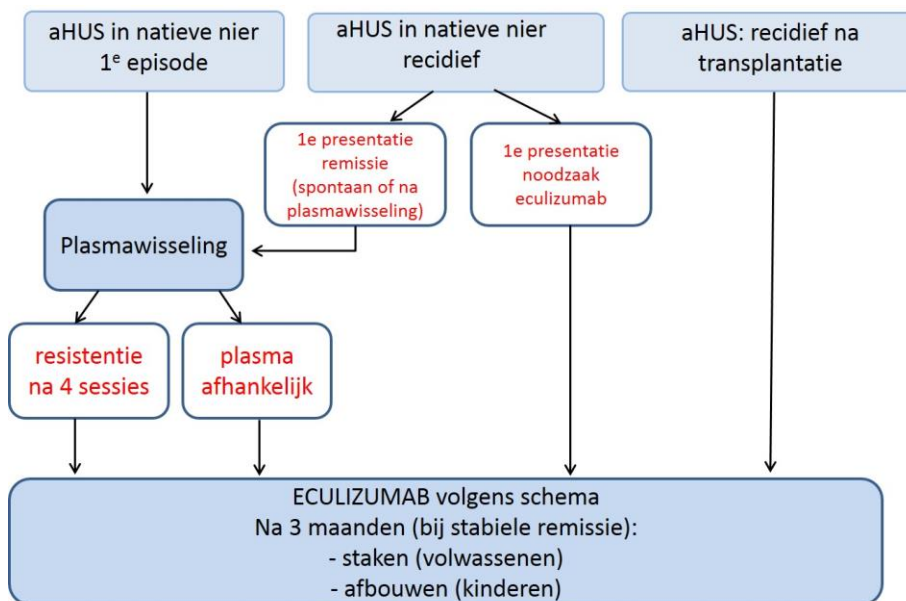 aHUS in natieve nier
1e episode
aHUS in natieve nier
recidief
aHUS: recidief na
transplantatie
1e presentatie
remissie
(spontaan of na
plasmawisseling)
1e presentatie
noodzaak
eculizumab
Plasmawisseling
resistentie
na 4 sessies
plasma
afhankelijk
ECULIZUMAB volgens schema
Na 3 maanden (bij stabiele remissie):
- staken (volwassenen)
- afbouwen (kinderen)